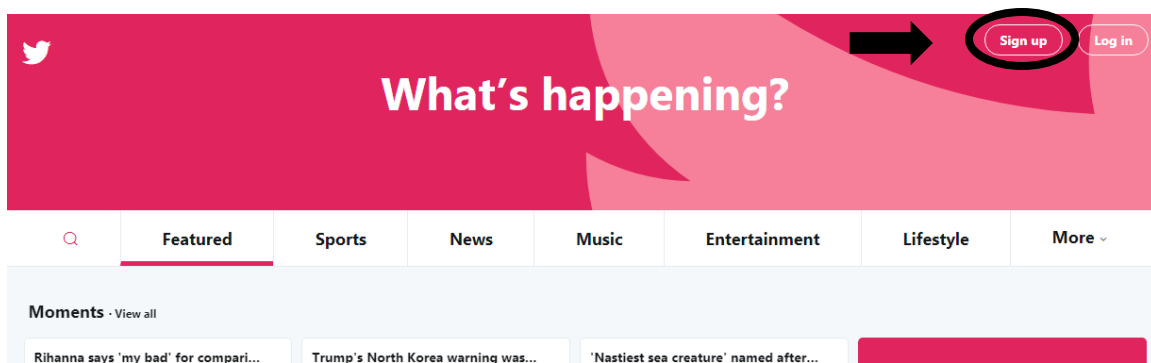 Sign up
Log in
What's happening?
Featured Sports News Music Entertainment Lifestyle More
Moments · View all
Rihanna says 'my bad' for compari... Trump's North Korea warning was... 'Nastiest sea creature' named after...